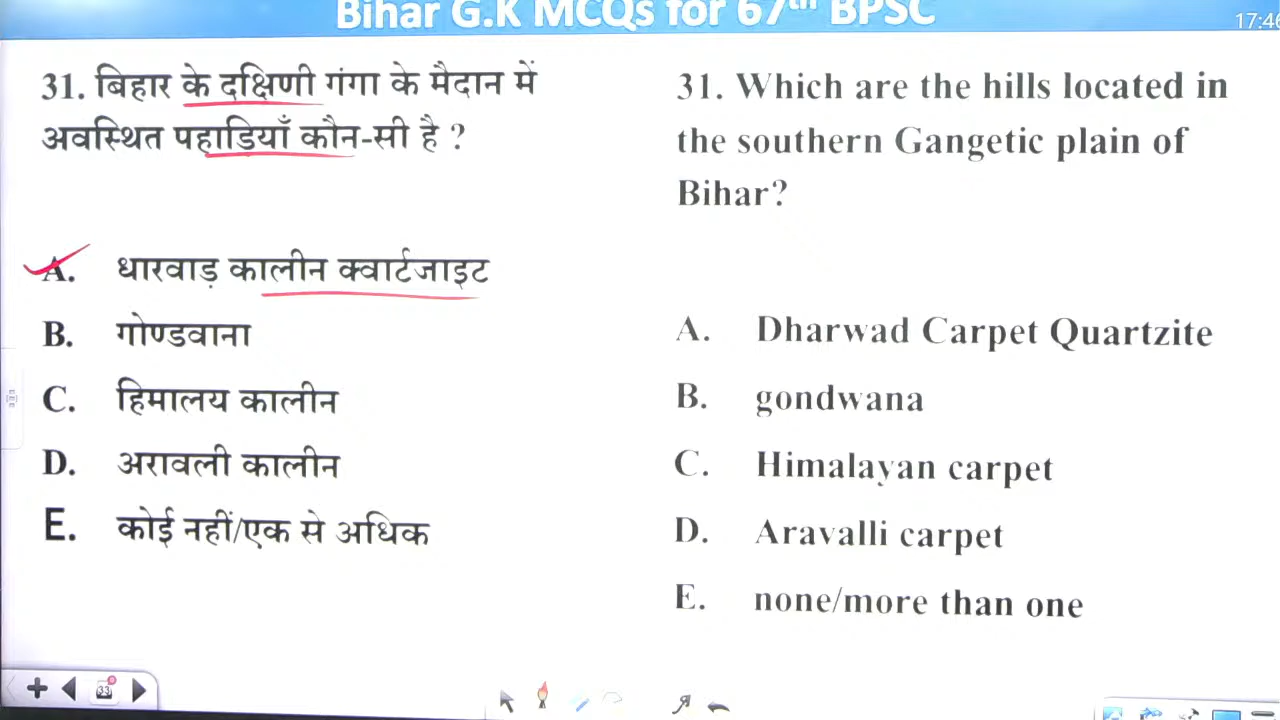 Bihar G.K MCQs for 67th BPSC
17:46
31. बिहार के दक्षिणी गंगा के मैदान में
अवस्थित पहाडियाँ कौन-सी है ?
A. धारवाड़ कालीन क्वार्टजाइट
B. गोण्डवाना
C. हिमालय कालीन
D. अरावली कालीन
E. कोई नहीं/एक से अधिक
31. Which are the hills located in
the southern Gangetic plain of
Bihar?
A. Dharwad Carpet Quartzite
B. gondwana
C. Himalayan carpet
D. Aravalli carpet
E. none/more than one
33